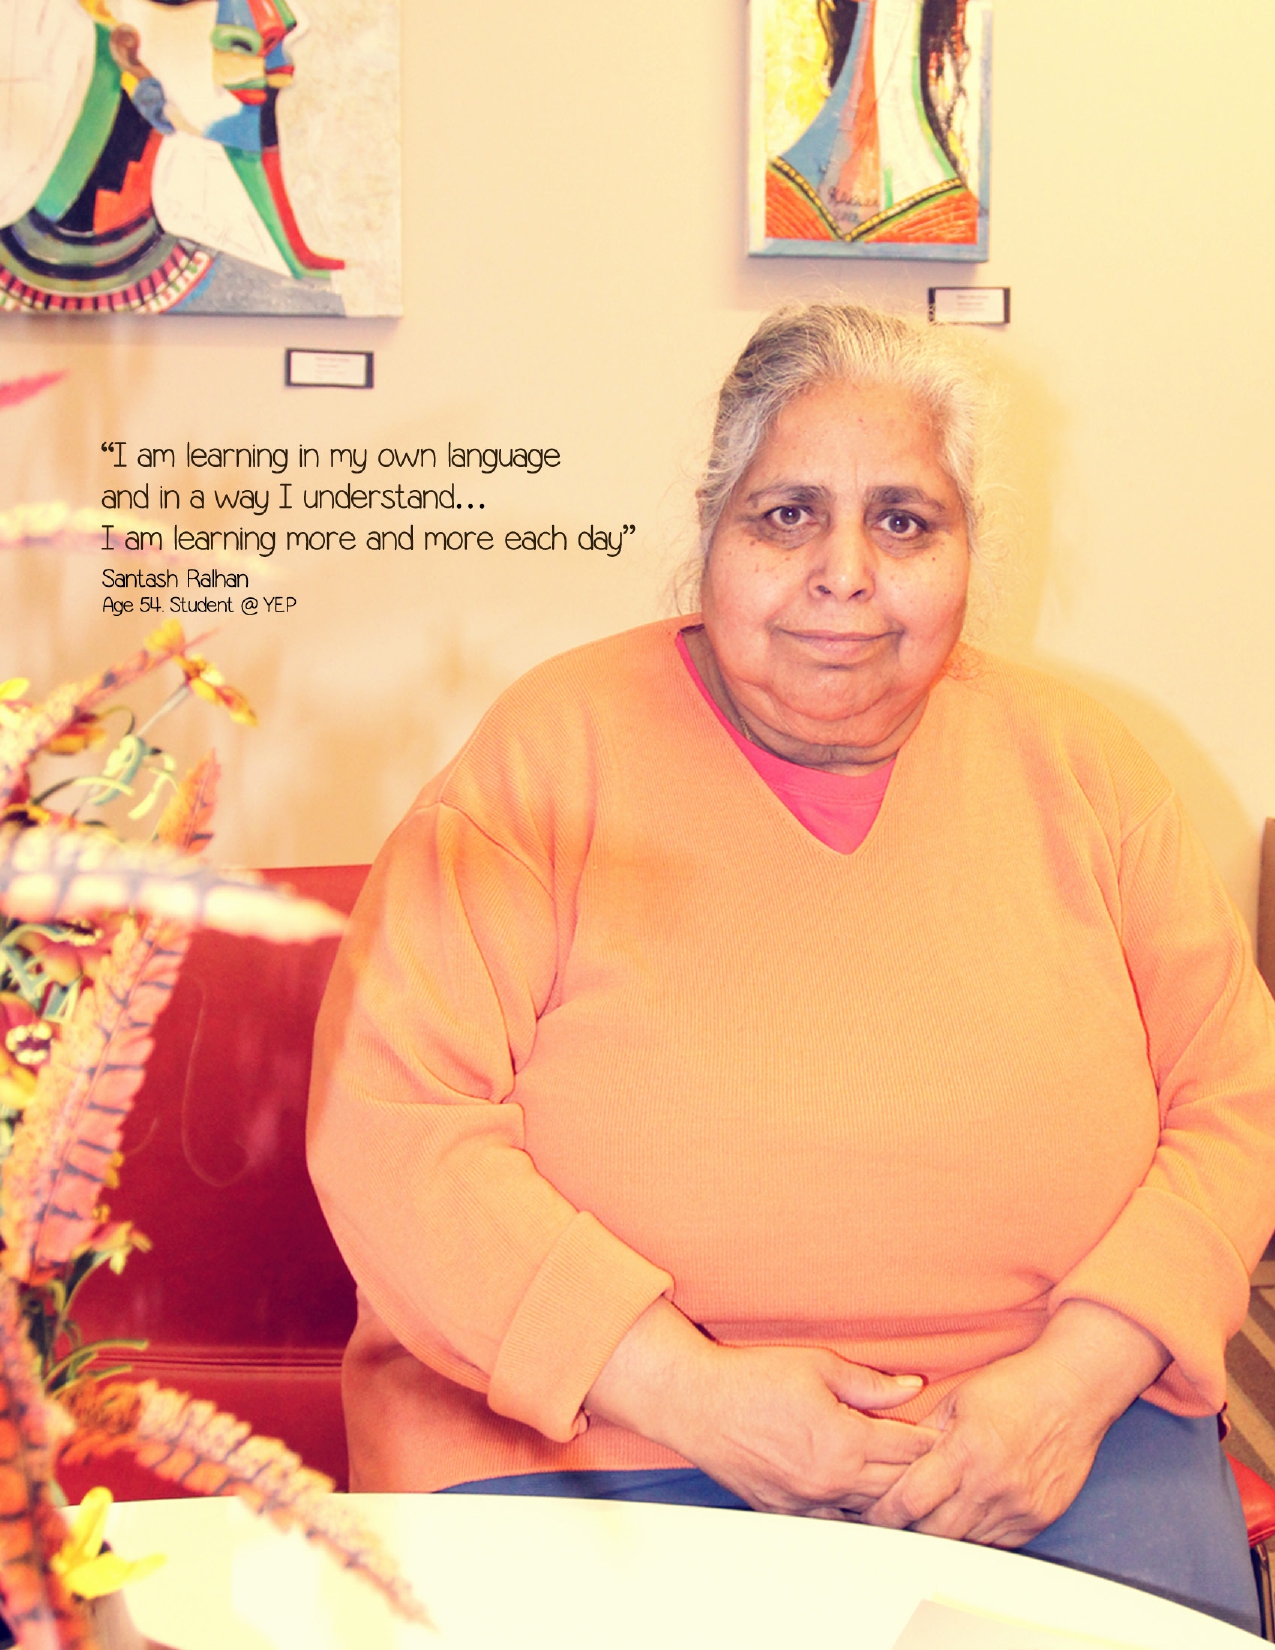 “I am learning in my own language
and in a way I understand...
I am learning more and more each day”
Santash Ralhan
Age 54. Student @ YEP